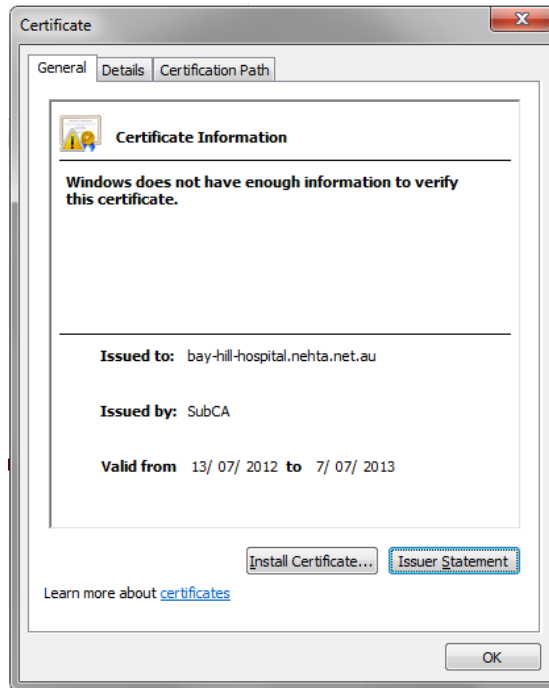 Certificate
General Details Certification Path
Certificate Information
Windows does not have enough information to verify
this certificate.
Issued to: bay-hill-hospital.nehta.net.au
Issued by: SubCA
Valid from 13/ 07/ 2012 to 7/ 07/ 2013
Install Certificate... Issuer Statement
Learn more about certificates
OK